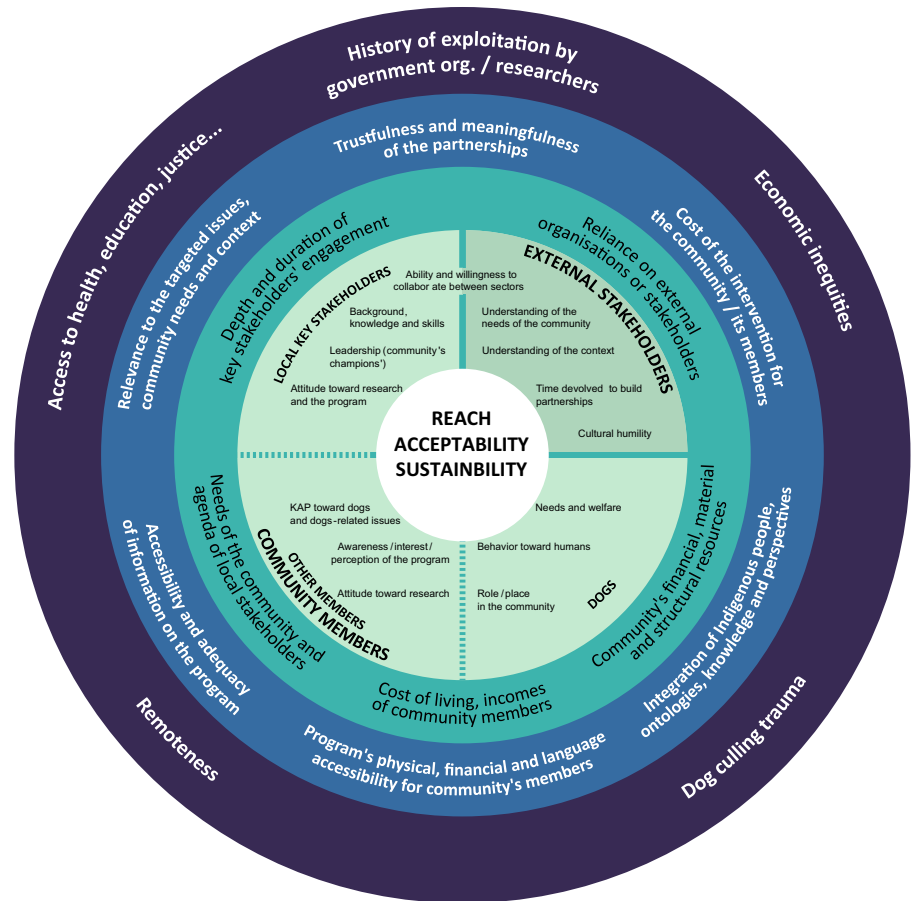 History of exploitation by
government org. / researchers
Access to health, education, justice...
Economic inequities
Remoteness
Dog culling trauma
Trustfulness and meaningfulness
of the partnerships
Relevance to the targeted issues,
community needs and context
Cost of the intervention for
the community / its members
Accessibility and adequacy
of information on the program
Integration of Indigenous people,
ontologies, knowledge and perspectives
Program's physical, financial and language
accessibility for community's members
Depth and duration of
key stakeholders' engagement
Reliance on external
organisations or stakeholders
Needs of the community and
agenda of local stakeholders
Community's financial, material
and structural resources
Cost of living, incomes
of community members
LOCAL KEY STAKEHOLDERS
EXTERNAL STAKEHOLDERS
Ability and willingness to
collabor ate between sectors
Background,
knowledge and skills
Leadership (community's
champions')
Attitude toward research
and the program
Understanding of the
needs of the community
Understanding of the context
Time devolved to build
partnerships
Cultural humility
REACH
ACCEPTABILITY
SUSTAINBILITY
KAP toward dogs
and dogs-related issues
Awareness / interest /
perception of the program
Attitude toward research
OTHER MEMBERS
COMMUNITY MEMBERS
Needs and welfare
Behavior toward humans
Role / place
in the community
DOGS